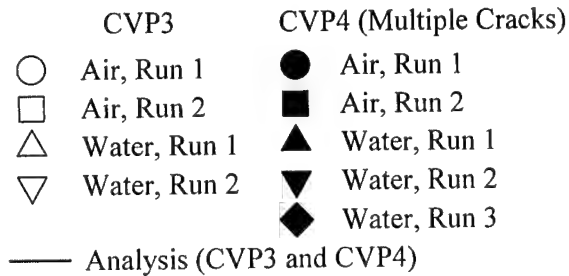 CVP3 CVP4 (Multiple Cracks)
Air, Run 1 Air, Run 1
Air, Run 2 Air, Run 2
Water, Run 1 Water, Run 1
Water, Run 2 Water, Run 2
Water, Run 3
Analysis (CVP3 and CVP4)